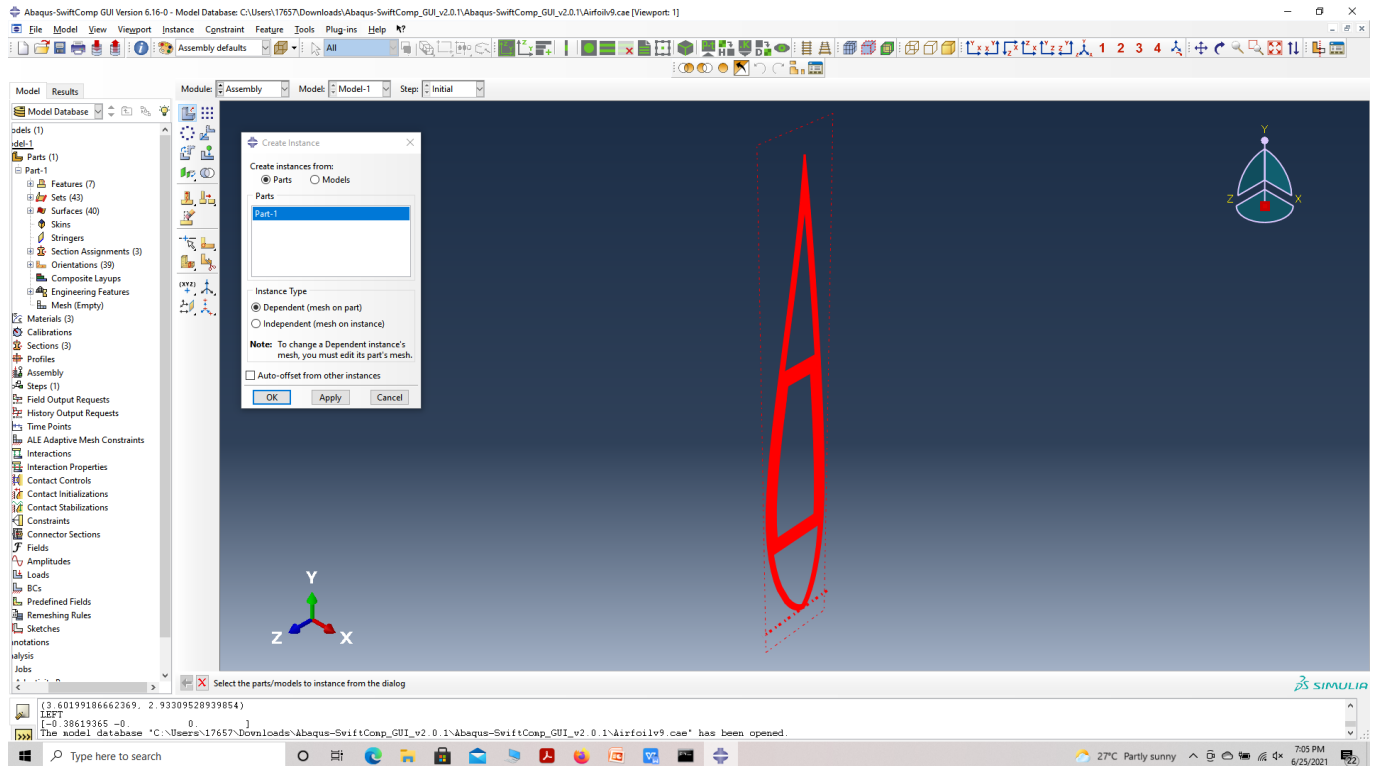 Abaqus-SwiftComp GUI Version 6.16-0 - Model Database: C:\Users\17657\Downloads\Abaqus-SwiftComp_GUI_v2.0.1\Abaqus-SwiftComp_GUI_v2.0.1\Airfoilv9.cae [Viewport: 1]
File Model View Viewport Instance Constraint Feature Tools Plug-ins Help
Assembly defaults All 1 2 3 4
Model Results Module: Assembly Model: Model-1 Step: Initial
Model Database
odels (1)
odel-1
Parts (1)
Part-1
Features (7)
Sets (43)
Surfaces (40)
Skins
Stringers
Section Assignments (3)
Orientations (39)
Composite Layups
Engineering Features
Mesh (Empty)
Materials (3)
Calibrations
Sections (3)
Profiles
Assembly
Steps (1)
Field Output Requests
History Output Requests
Time Points
ALE Adaptive Mesh Constraints
Interactions
Interaction Properties
Contact Controls
Contact Initializations
Contact Stabilizations
Constraints
Connector Sections
Fields
Amplitudes
Loads
BCs
Predefined Fields
Remeshing Rules
Sketches
nnotations
nalysis
Jobs
(XYZ)
Create Instance
Create instances from:
Parts Models
Parts
Part-1
Instance Type
Dependent (mesh on part)
Independent (mesh on instance)
Note: To change a Dependent instance's
mesh, you must edit its part's mesh.
Auto-offset from other instances
OK Apply Cancel
Y
Z X
Y
Z X
Select the parts/models to instance from the dialog
SIMULIA
(3.60199186662369, 2.93309528939854)
LEFT
[-0.38619365 -0. 0. ]
The model database "C:\Users\17657\Downloads\Abaqus-SwiftComp_GUI_v2.0.1\Abaqus-SwiftComp_GUI_v2.0.1\Airfoilv9.cae" has been opened.
>>>
Type here to search
27°C Partly sunny
7:05 PM
6/25/2021
22